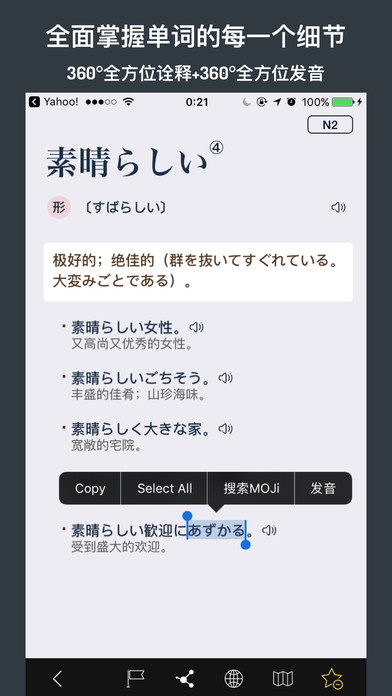 全面掌握单词的每一个细节
360°全方位诠释+360°全方位发音
Yahoo! 0:21 100%
N2
素晴らしい④
形 〔すばらしい〕
极好的；绝佳的（群を抜いてすぐれている。
大変みごとである）。
・素晴らしい女性。
又高尚又优秀的女性。
・素晴らしいごちそう。
丰盛的佳肴；山珍海味。
・素晴らしく大きな家。
宽敞的宅院。
Copy Select All 搜索MOJi 发音
・素晴らしい歓迎にあずかる。
受到盛大的欢迎。